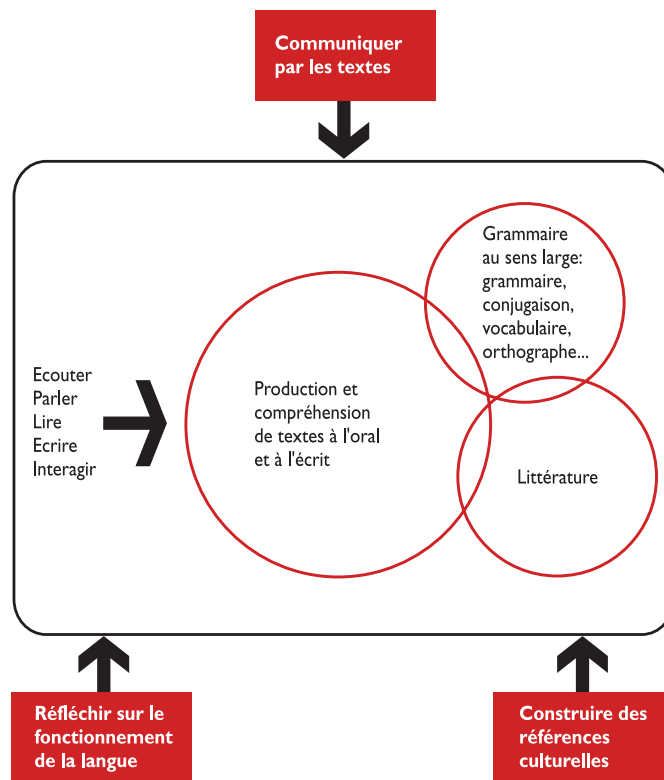 Communiquer
par les textes
Grammaire
au sens large:
grammaire,
conjugaison,
vocabulaire,
orthographe...
Ecouter
Parler
Lire
Ecrire
Interagir
Production et
compréhension
de textes à l'oral
et à l'écrit
Littérature
Réfléchir sur le
fonctionnement
de la langue
Construire des
références
culturelles